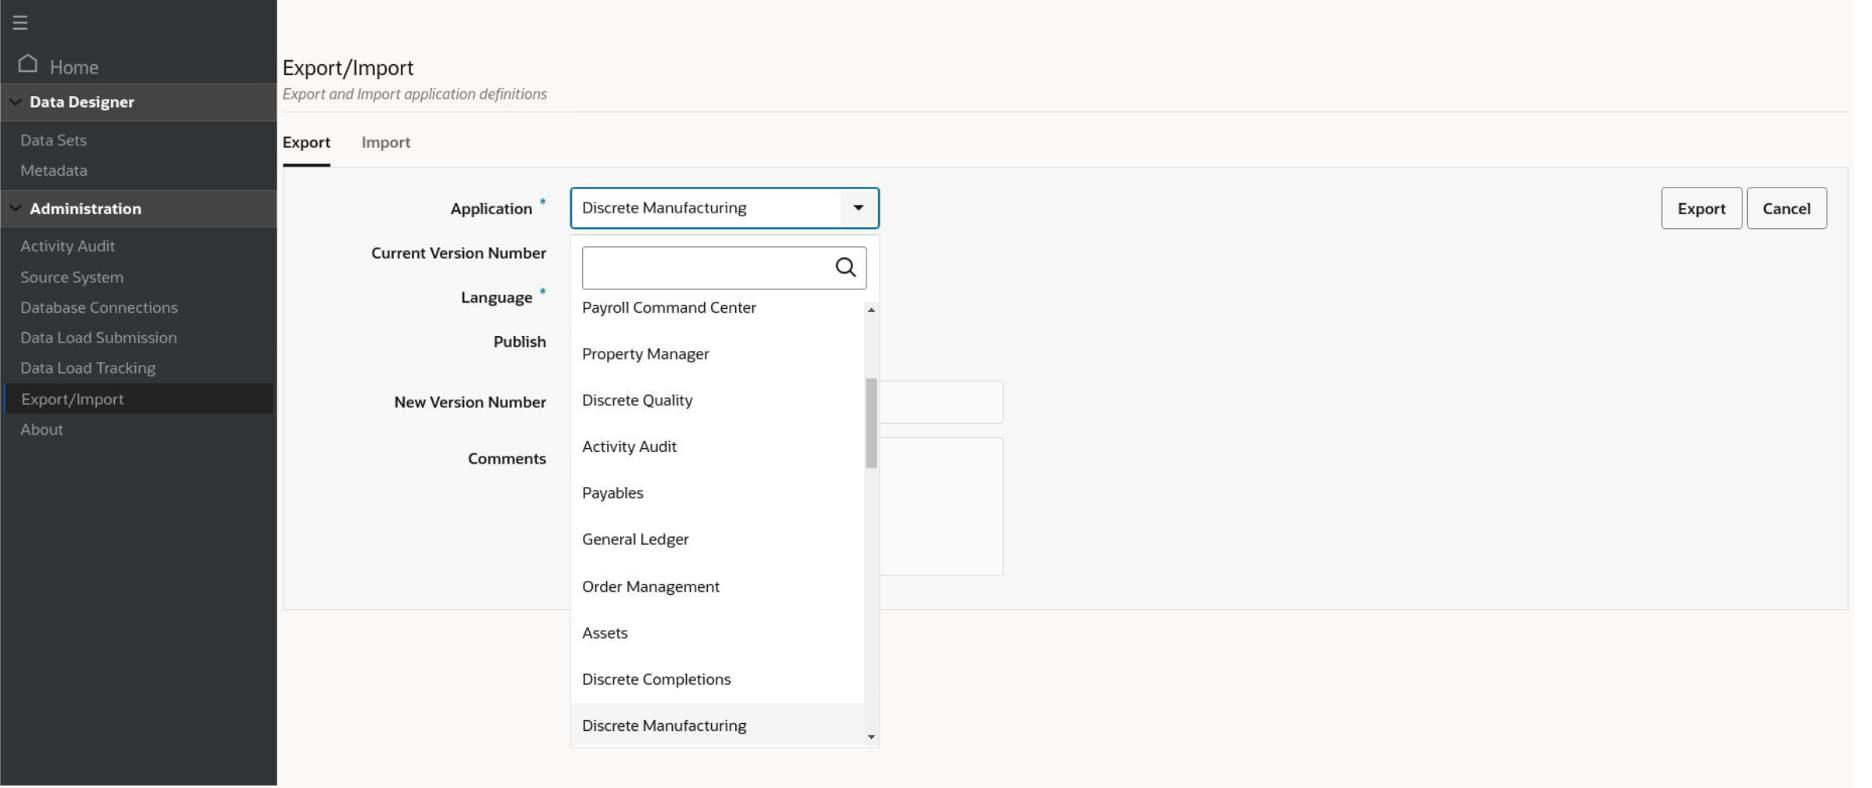 Home
Data Designer
Data Sets
Metadata
Administration
Activity Audit
Source System
Database Connections
Data Load Submission
Data Load Tracking
Export/Import
About
Export/Import
Export and Import application definitions
Export Import
Application * Discrete Manufacturing
Export Cancel
Current Version Number
Language *
Publish
New Version Number
Comments
Payroll Command Center
Property Manager
Discrete Quality
Activity Audit
Payables
General Ledger
Order Management
Assets
Discrete Completions
Discrete Manufacturing